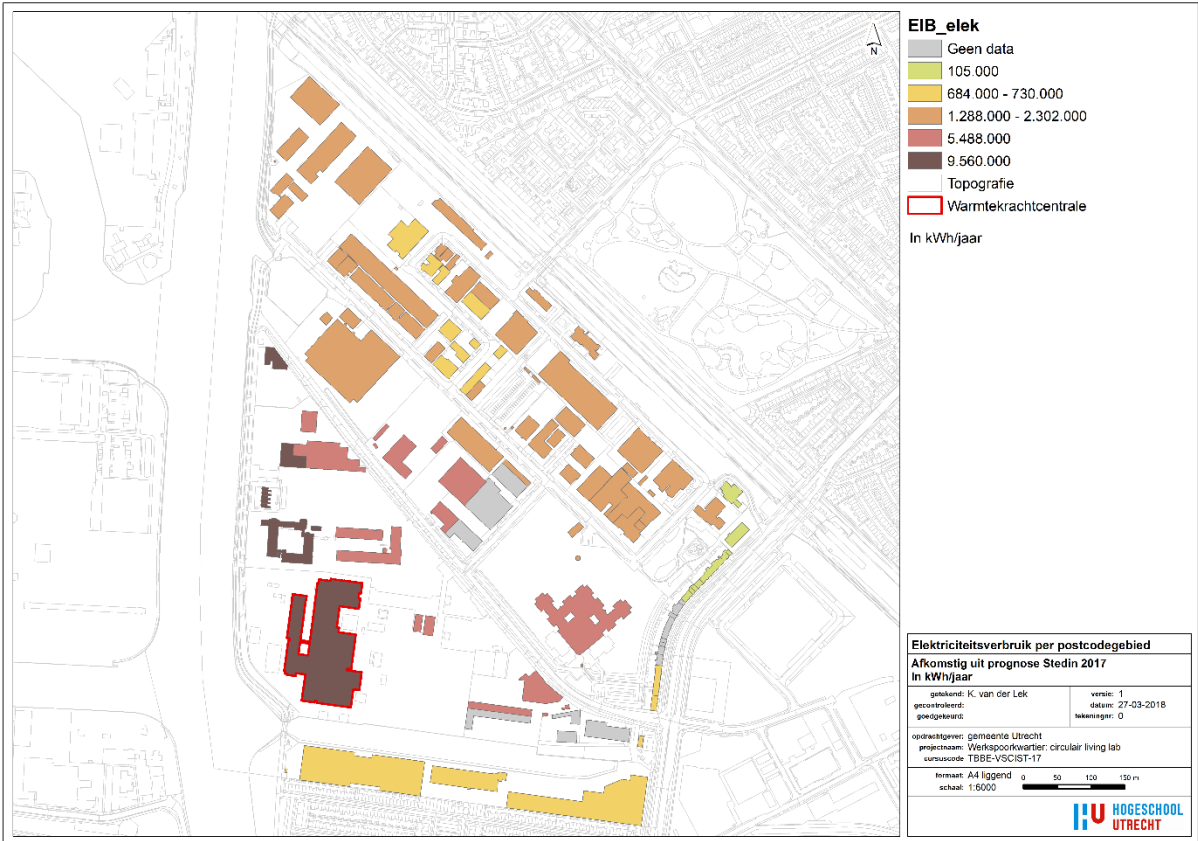 N
EIB_elek
Geen data
105.000
684.000 - 730.000
1.288.000 - 2.302.000
5.488.000
9.560.000
Topografie
Warmtekrachtcentrale
In kWh/jaar
Elektriciteitsverbruik per postcodegebied
Afkomstig uit prognose Stedin 2017
In kWh/jaar
getekend: K. van der Lek
versie: 1
gecontroleerd:
datum: 27-03-2018
goedgekeurd:
tekeningnr: 0
opdrachtgever: gemeente Utrecht
projectnaam: Werkspoorkwartier: circulair living lab
cursuscode TBBE-VSCIST-17
formaat: A4 liggend
0 50 100 150 m
schaal: 1:6000
HOGESCHOOL
UTRECHT